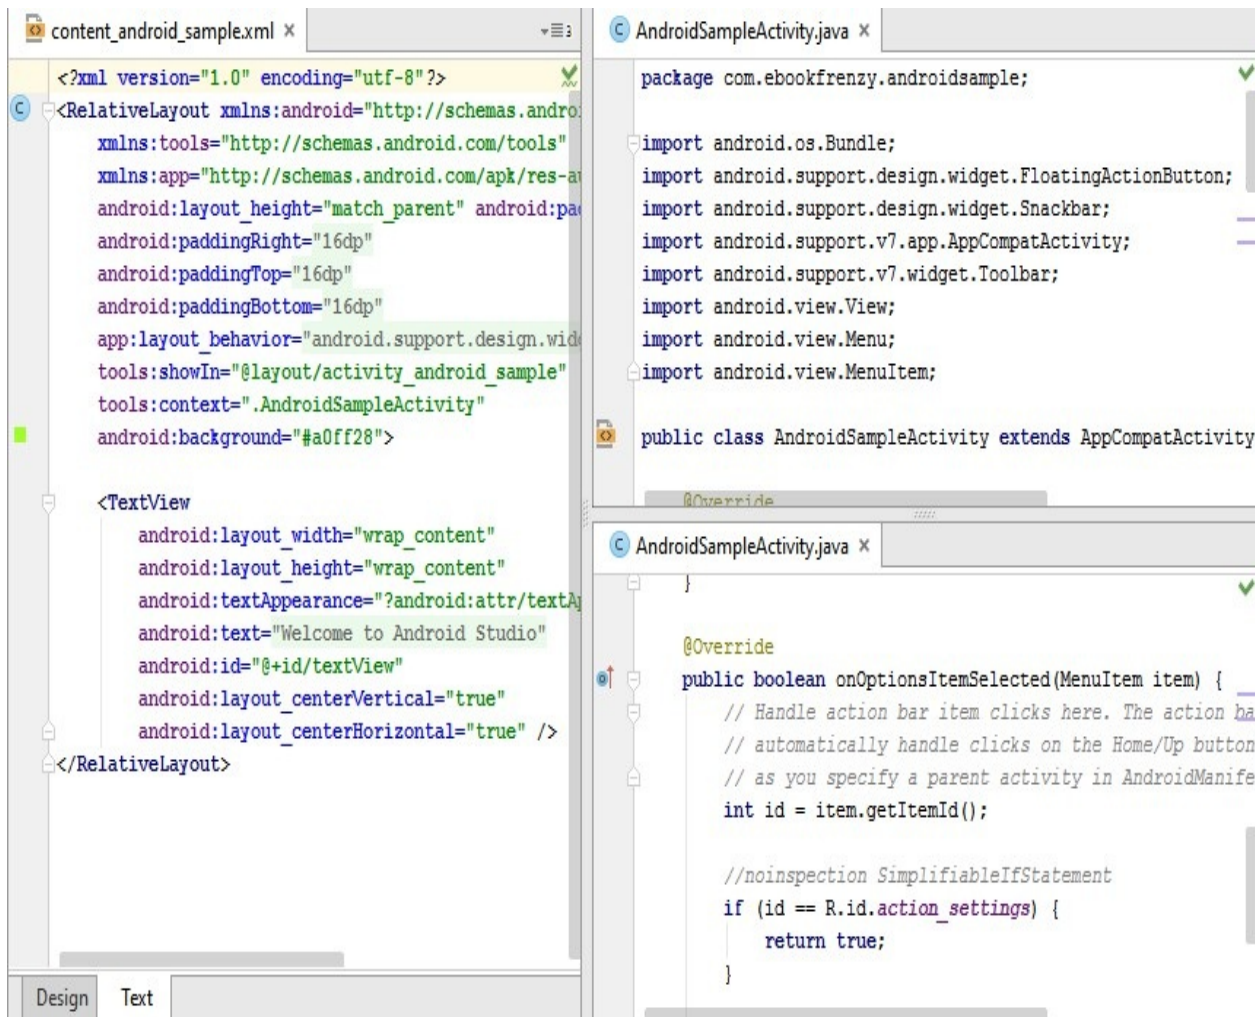 content_android_sample.xml
<?xml version="1.0" encoding="utf-8"?>
<RelativeLayout xmlns:android="http://schemas.andro
xmlns:tools="http://schemas.android.com/tools"
xmlns:app="http://schemas.android.com/apk/res-au
android:layout_height="match_parent" android:pad
android:paddingRight="16dp"
android:paddingTop="16dp"
android:paddingBottom="16dp"
app:layout_behavior="android.support.design.wid
tools:showIn="@layout/activity_android_sample"
tools:context=".AndroidSampleActivity"
android:background="#a0ff28">
<TextView
android:layout_width="wrap_content"
android:layout_height="wrap_content"
android:textAppearance="?android:attr/textAp
android:text="Welcome to Android Studio"
android:id="@+id/textView"
android:layout_centerVertical="true"
android:layout_centerHorizontal="true" />
</RelativeLayout>
Design Text
AndroidSampleActivity.java
package com.ebookfrenzy.androidsample;
import android.os.Bundle;
import android.support.design.widget.FloatingActionButton;
import android.support.design.widget.Snackbar;
import android.support.v7.app.AppCompatActivity;
import android.support.v7.widget.Toolbar;
import android.view.View;
import android.view.Menu;
import android.view.MenuItem;
public class AndroidSampleActivity extends AppCompatActivity
@Override
AndroidSampleActivity.java
}
@Override
public boolean onOptionsItemSelected(MenuItem item) {
// Handle action bar item clicks here. The action ba
// automatically handle clicks on the Home/Up button
// as you specify a parent activity in AndroidManife
int id = item.getItemId();
//noinspection SimplifiableIfStatement
if (id == R.id.action_settings) {
return true;
}